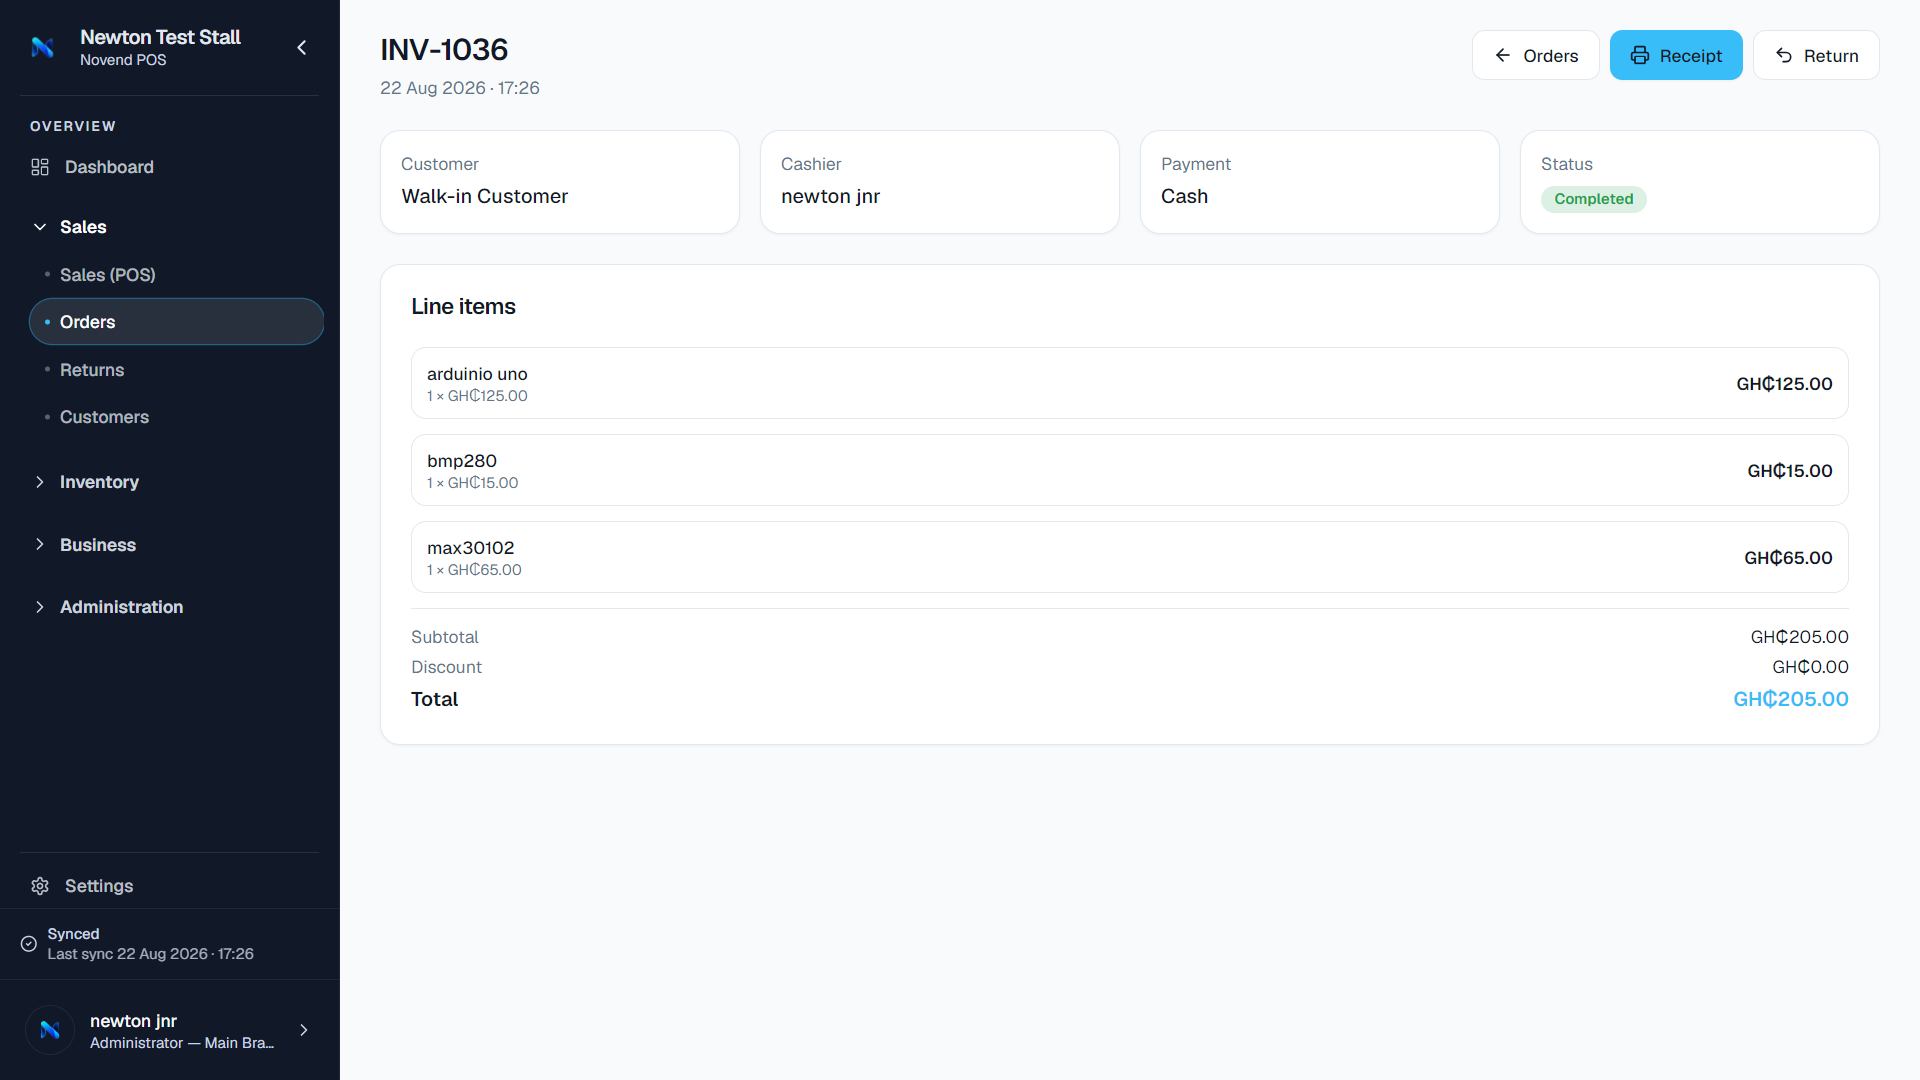 Newton Test Stall
Novend POS
OVERVIEW
Dashboard
Sales
Sales (POS)
Orders
Returns
Customers
Inventory
Business
Administration
Settings
Synced
Last sync 22 Aug 2026 · 17:26
newton jnr
Administrator — Main Bra...
INV-1036
22 Aug 2026 · 17:26
Orders
Receipt
Return
Customer
Walk-in Customer
Cashier
newton jnr
Payment
Cash
Status
Completed
Line items
arduinio uno
1 × GH₵125.00
GH₵125.00
bmp280
1 × GH₵15.00
GH₵15.00
max30102
1 × GH₵65.00
GH₵65.00
Subtotal
GH₵205.00
Discount
GH₵0.00
Total
GH₵205.00